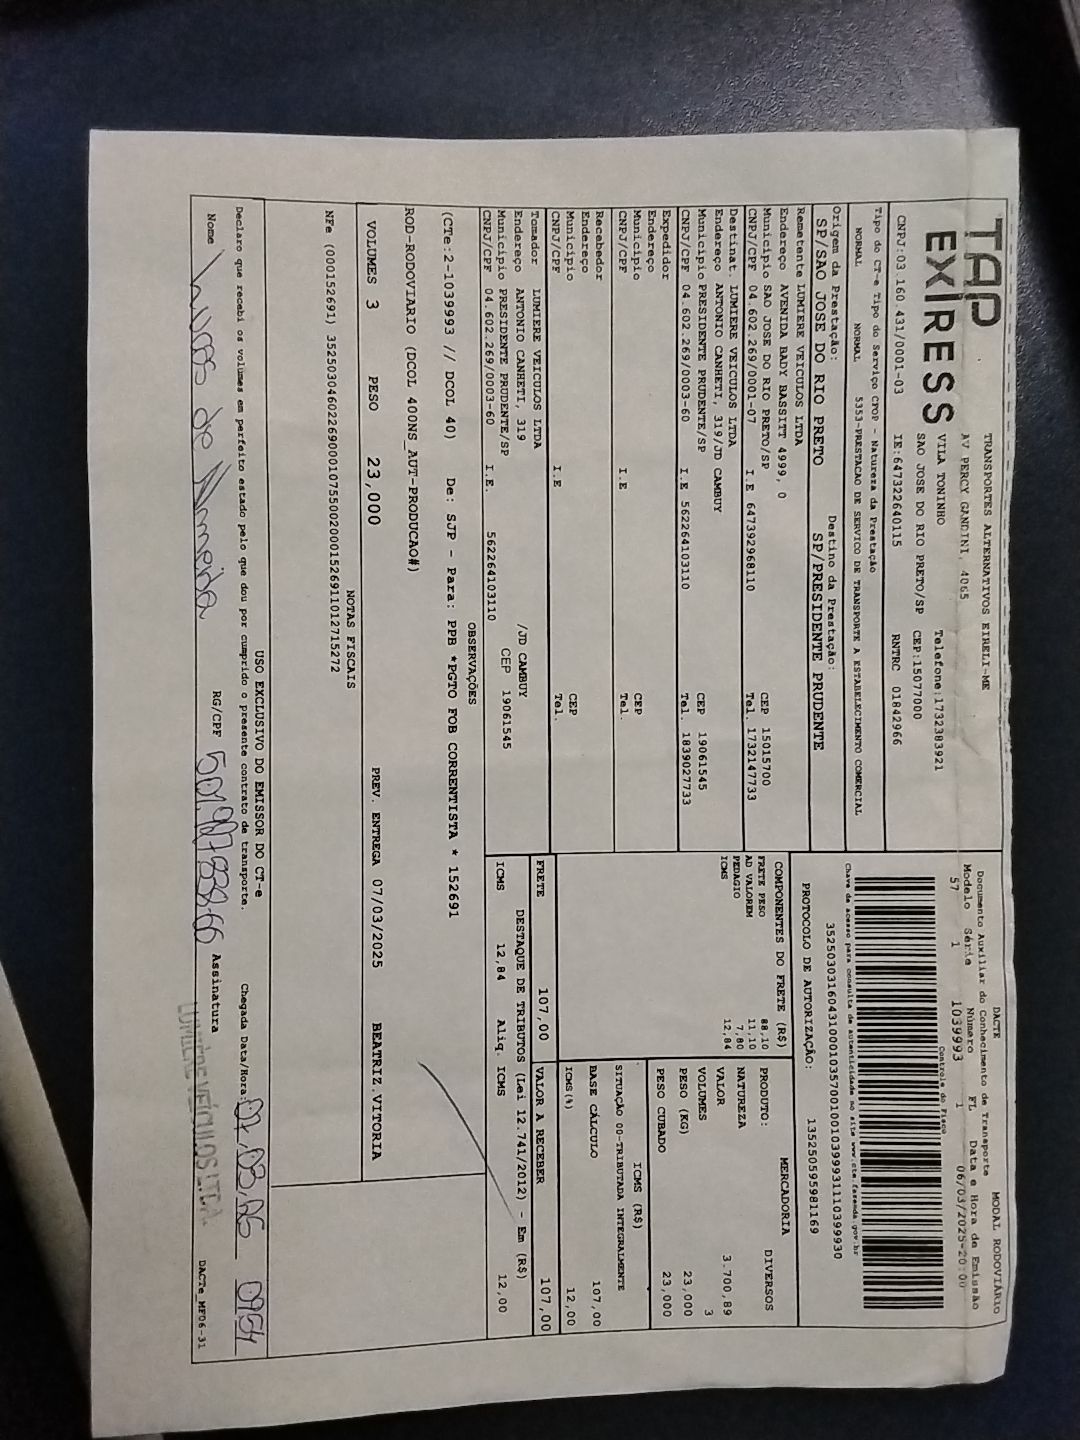 TAP
EXPRESS
TRANSPORTES ALTERNATIVOS EIRELI-ME
AV PERCY GANDINI, 4065
VILA TONINHO Telefone:1732383921
SAO JOSE DO RIO PRETO/SP CEP:15077000
CNPJ:03.160.431/0001-03 IE:647322640115 RNTRC 01842966
Tipo do CT-e Tipo do Serviço CFOP - Natureza da Prestação
NORMAL NORMAL 5353-PRESTACAO DE SERVICO DE TRANSPORTE A ESTABELECIMENTO COMERCIAL
Origem da Prestação: Destino da Prestação:
SP/SAO JOSE DO RIO PRETO SP/PRESIDENTE PRUDENTE
Remetente LUMIERE VEICULOS LTDA
Endereço AVENIDA BADY BASSITT 4999, 0
Município SAO JOSE DO RIO PRETO/SP CEP 15015700
CNPJ/CPF 04.602.269/0001-07 I.E 647392968110 Tel. 1732147733
Destinat. LUMIERE VEICULOS LTDA
Endereço ANTONIO CANHETI, 319/JD CAMBUY
Município PRESIDENTE PRUDENTE/SP CEP 19061545
CNPJ/CPF 04.602.269/0003-60 I.E 562264103110 Tel. 1839027733
Expedidor
Endereço
Município CEP
CNPJ/CPF I.E Tel.
Recebedor
Endereço
Município CEP
CNPJ/CPF I.E Tel.
Tomador LUMIERE VEICULOS LTDA
Endereço ANTONIO CANHETI, 319 /JD CAMBUY
Município PRESIDENTE PRUDENTE/SP CEP 19061545
CNPJ/CPF 04.602.269/0003-60 I.E. 562264103110
DACTE MODAL RODOVIÁRIO
Documento Auxiliar do Conhecimento de Transporte
Modelo Série Número FL Data e Hora de Emissão
57 1 1039993 1 06/03/2025-20:00
Controle do Fisco
Chave de acesso para consulta de autenticidade no site www.cte.fazenda.gov.br
35250303160431000103570010010399931110399930
PROTOCOLO DE AUTORIZAÇÃO: 135250595981169
COMPONENTES DO FRETE (R$)
FRETE PESO 88,10
AD VALOREM 11,10
PEDAGIO 7,80
ICMS 12,84
MERCADORIA
PRODUTO: DIVERSOS
NATUREZA
VALOR 3.700,89
VOLUMES 3
PESO (KG) 23,000
PESO CUBADO 23,000
ICMS (R$)
SITUAÇÃO 00-TRIBUTADA INTEGRALMENTE
BASE CÁLCULO 107,00
ICMS(%) 12,00
FRETE 107,00 VALOR A RECEBER 107,00
DESTAQUE DE TRIBUTOS (Lei 12.741/2012) - Em (R$)
ICMS 12,84 Aliq. ICMS 12,00
OBSERVAÇÕES
(CTe:2-1039993 // DCOL 40) De: SJP - Para: PPB *PGTO FOB CORRENTISTA * 152691
ROD-RODOVIARIO (DCOL 400NS_AUT-PRODUCAO#)
VOLUMES 3 PESO 23,000 PREV. ENTREGA 07/03/2025 BEATRIZ.VITORIA
NOTAS FISCAIS
NFe (000152691) 35250304602269000107550020001526911012715272
USO EXCLUSIVO DO EMISSOR DO CT-e
Declaro que recebi os volumes em perfeito estado pelo que dou por cumprido o presente contrato de transporte. Chegada Data/Hora: 07.03.25 0954
Nome Lucas de Almeida RG/CPF Assinatura
LUMIÈRE VEÍCULOS LTDA.
DACTe_MF06-31